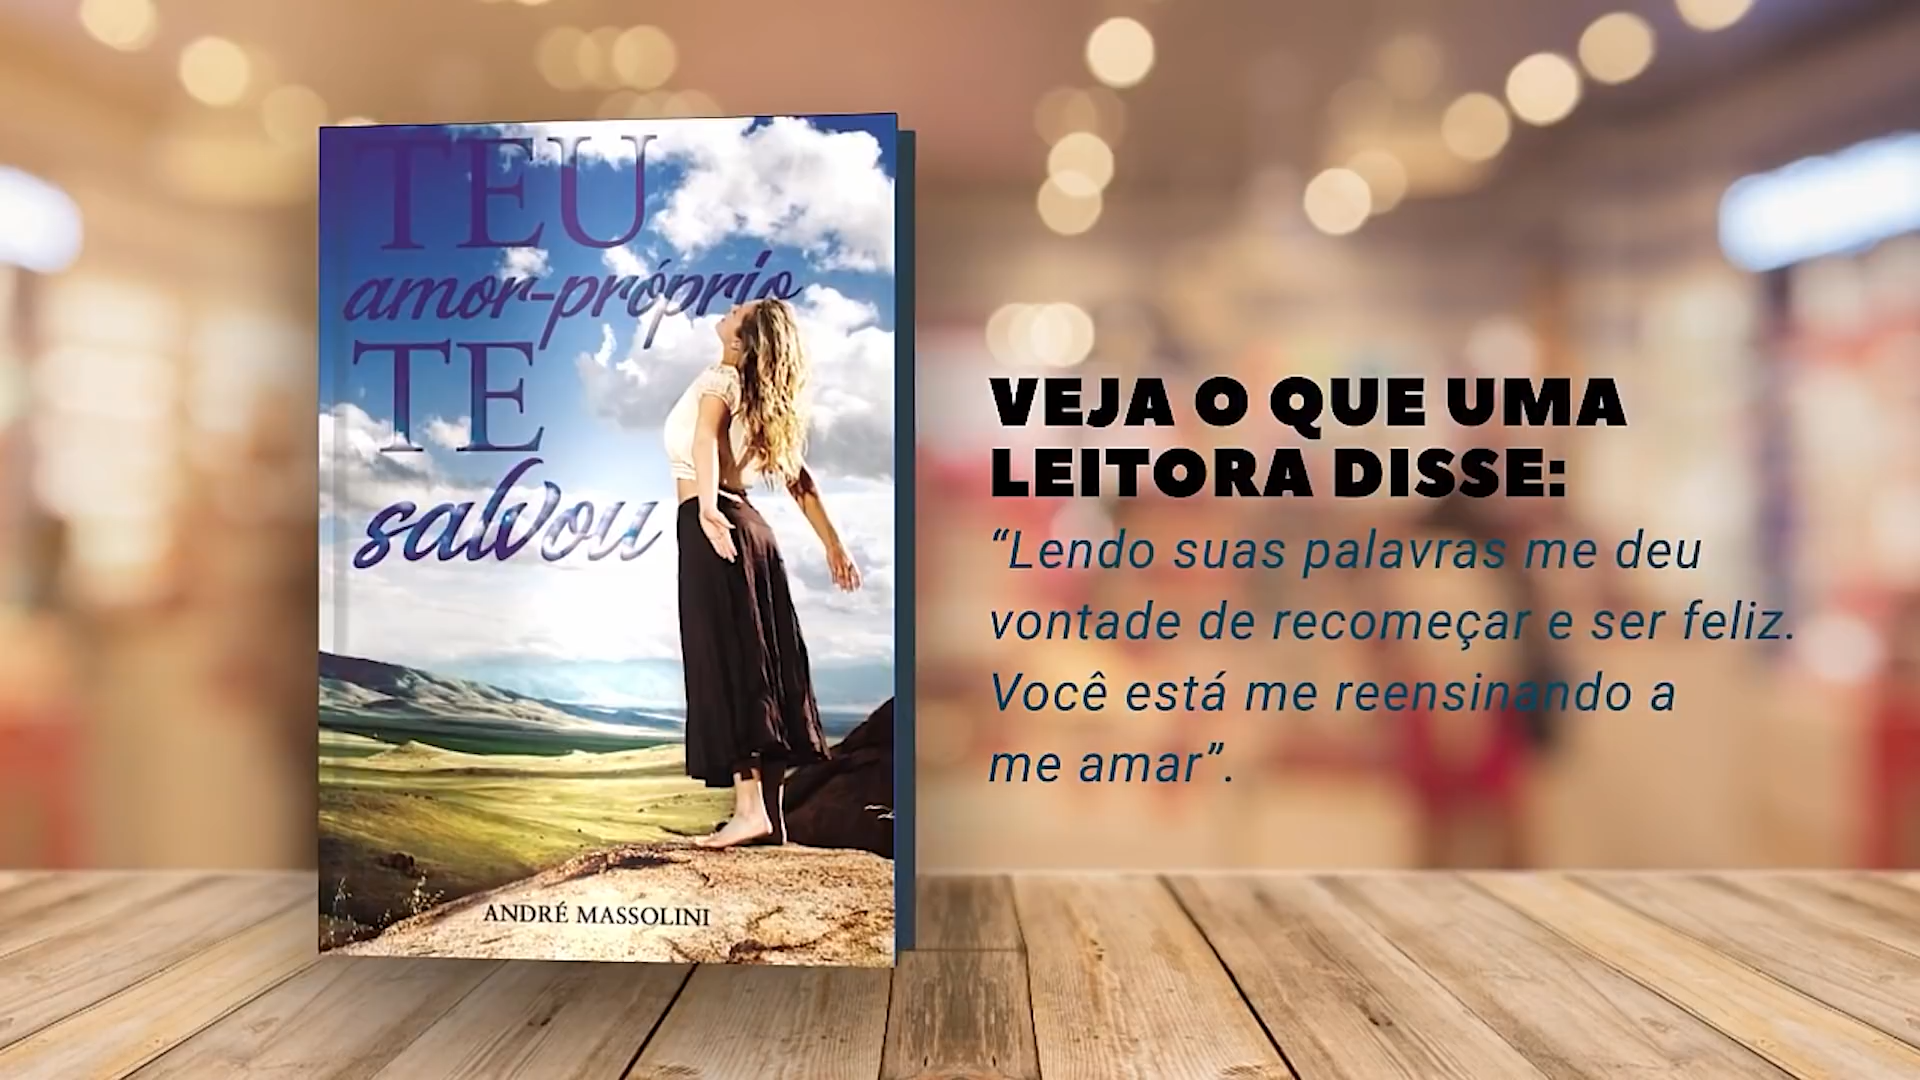 TEU
amor-próprio
TE
salvou
ANDRÉ MASSOLINI
VEJA O QUE UMA
LEITORA DISSE:
“Lendo suas palavras me deu
vontade de recomeçar e ser feliz.
Você está me reensinando a
me amar”.